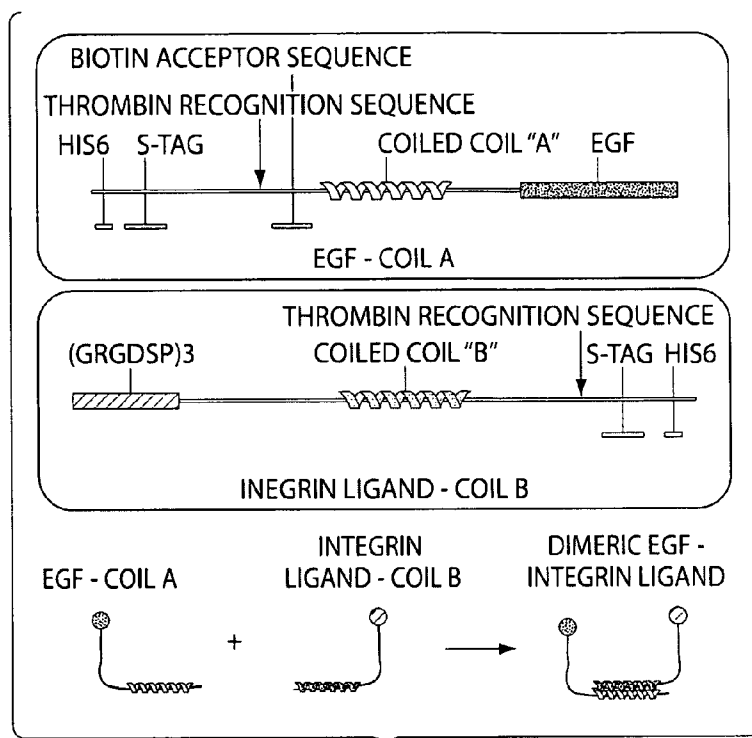 BIOTIN ACCEPTOR SEQUENCE
THROMBIN RECOGNITION SEQUENCE
HIS6 S-TAG COILED COIL "A" EGF
EGF - COIL A
THROMBIN RECOGNITION SEQUENCE
(GRGDSP)3 COILED COIL "B" S-TAG HIS6
INEGRIN LIGAND - COIL B
EGF - COIL A
+
INTEGRIN
LIGAND - COIL B
DIMERIC EGF -
INTEGRIN LIGAND